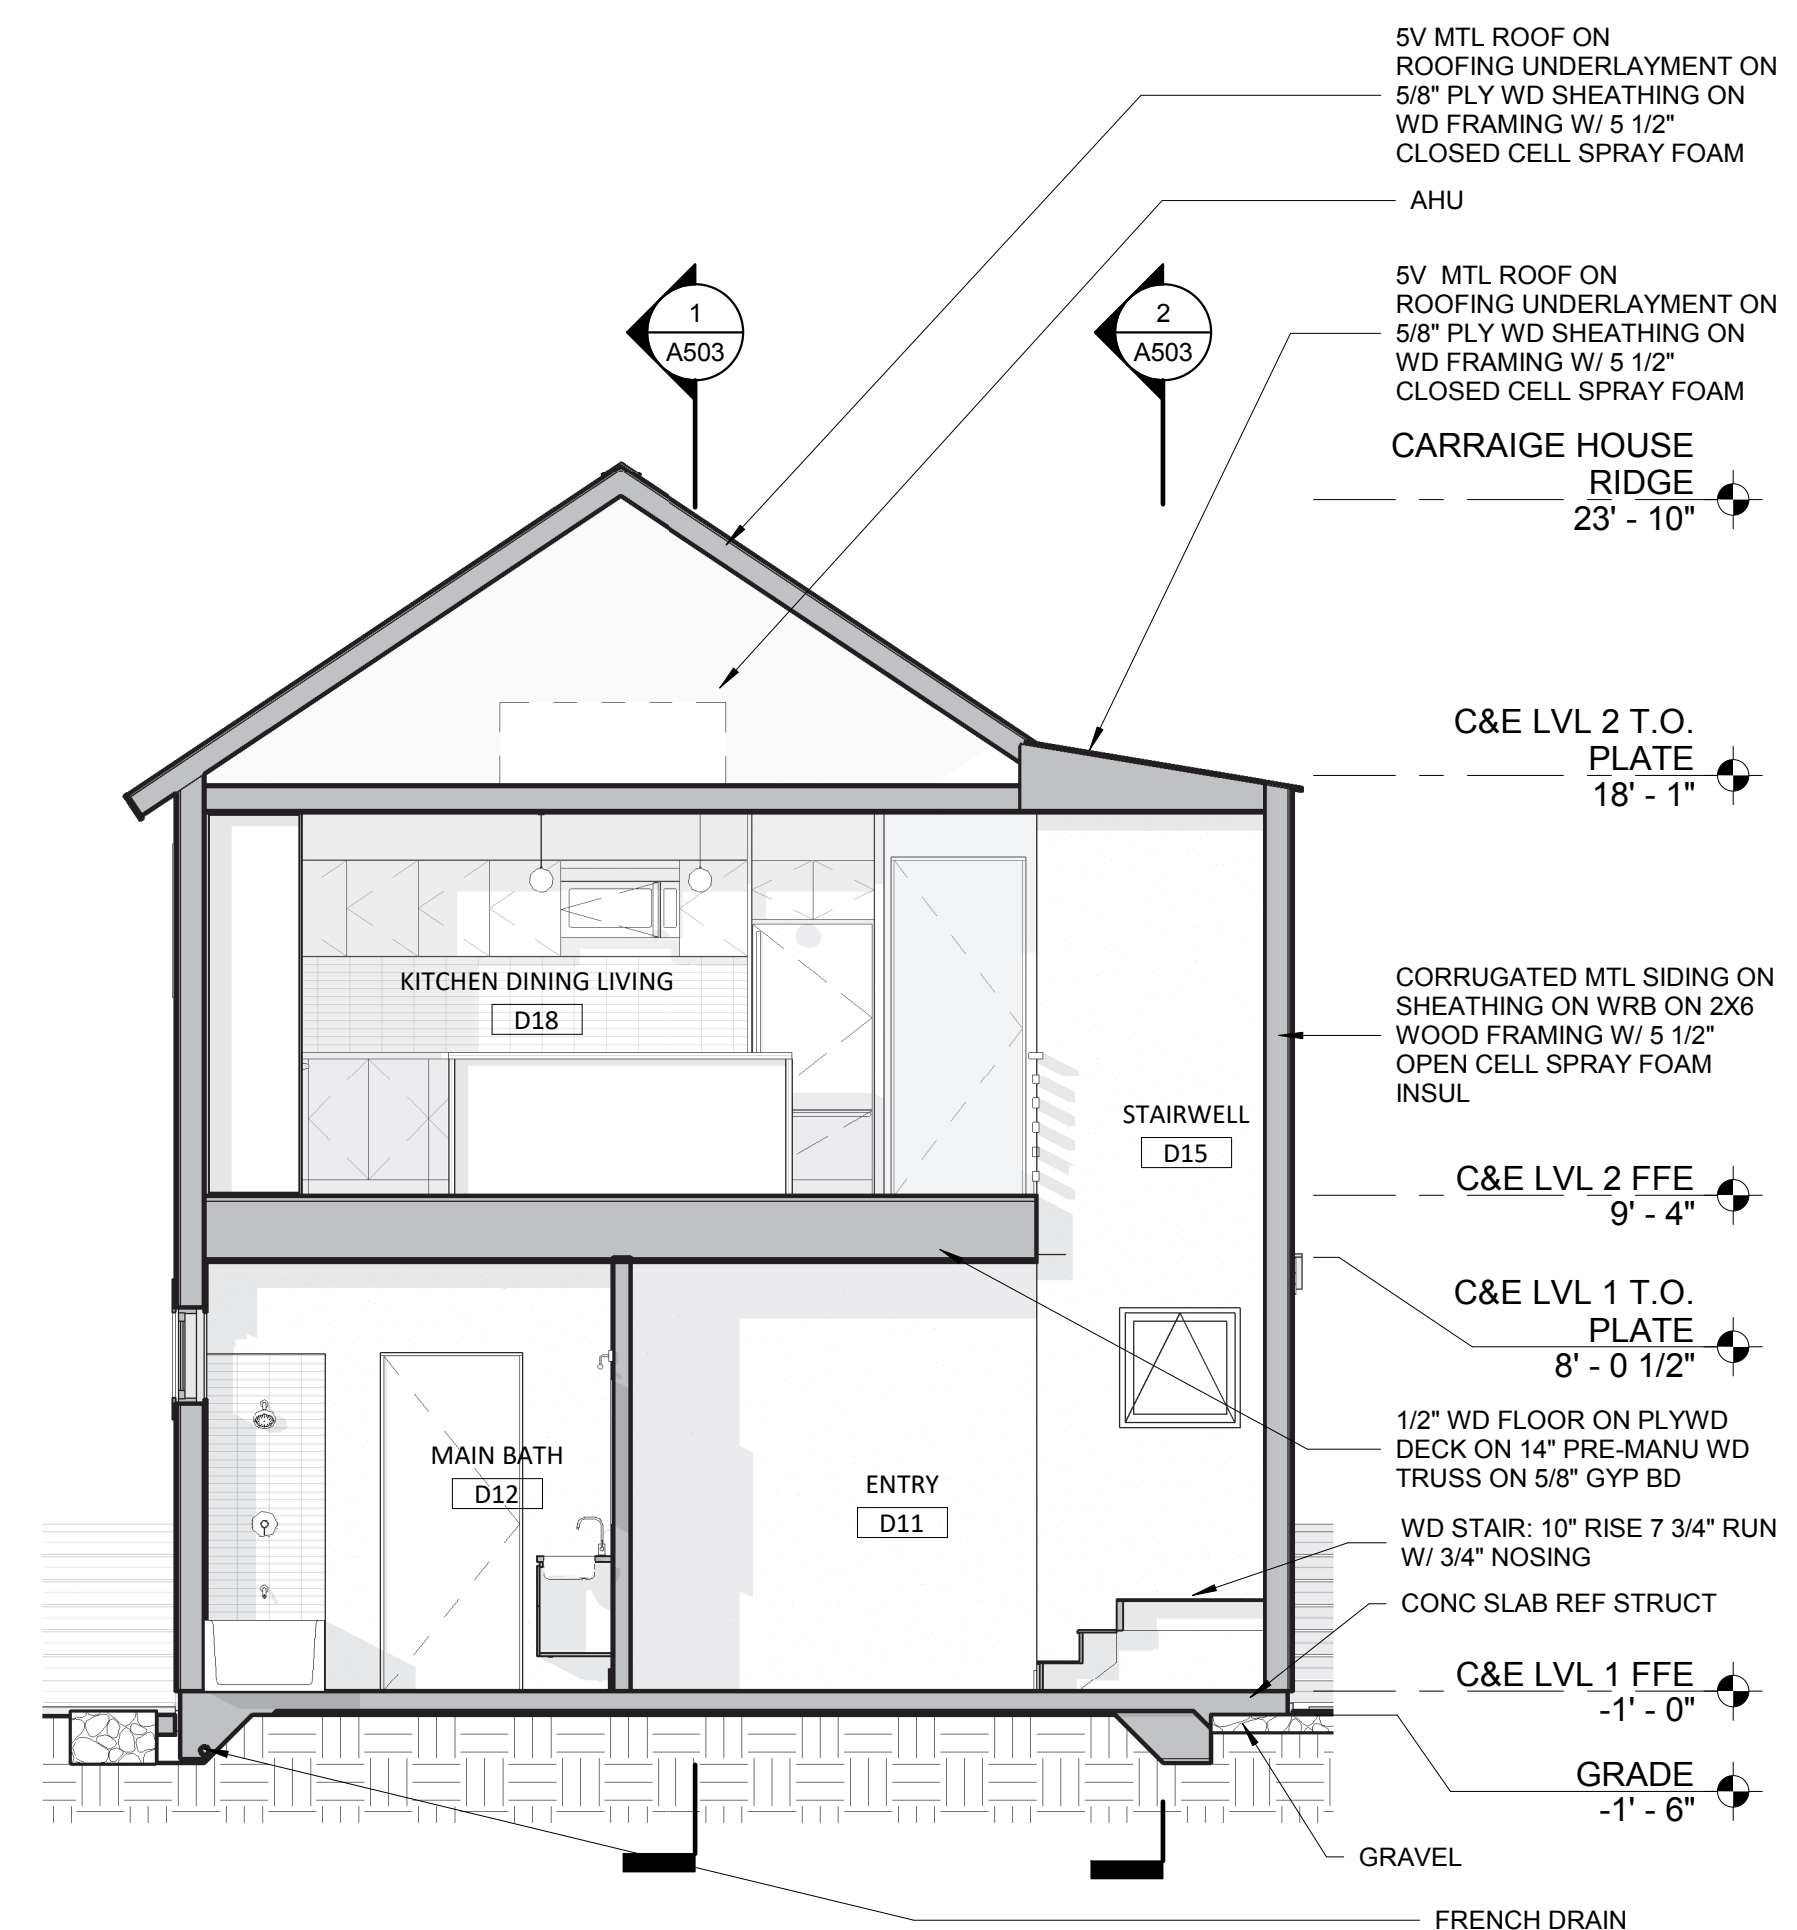 5V MTL ROOF ON
ROOFING UNDERLAYMENT ON
5/8" PLY WD SHEATHING ON
WD FRAMING W/ 5 1/2"
CLOSED CELL SPRAY FOAM
AHU
5V MTL ROOF ON
ROOFING UNDERLAYMENT ON
5/8" PLY WD SHEATHING ON
WD FRAMING W/ 5 1/2"
CLOSED CELL SPRAY FOAM
1
A503
2
A503
CARRAIGE HOUSE
RIDGE
23' - 10"
C&E LVL 2 T.O.
PLATE
18' - 1"
KITCHEN DINING LIVING
D18
CORRUGATED MTL SIDING ON
SHEATHING ON WRB ON 2X6
WOOD FRAMING W/ 5 1/2"
OPEN CELL SPRAY FOAM
INSUL
STAIRWELL
D15
C&E LVL 2 FFE
9' - 4"
C&E LVL 1 T.O.
PLATE
8' - 0 1/2"
1/2" WD FLOOR ON PLYWD
DECK ON 14" PRE-MANU WD
TRUSS ON 5/8" GYP BD
MAIN BATH
D12
ENTRY
D11
WD STAIR: 10" RISE 7 3/4" RUN
W/ 3/4" NOSING
CONC SLAB REF STRUCT
C&E LVL 1 FFE
-1' - 0"
GRADE
-1' - 6"
GRAVEL
FRENCH DRAIN